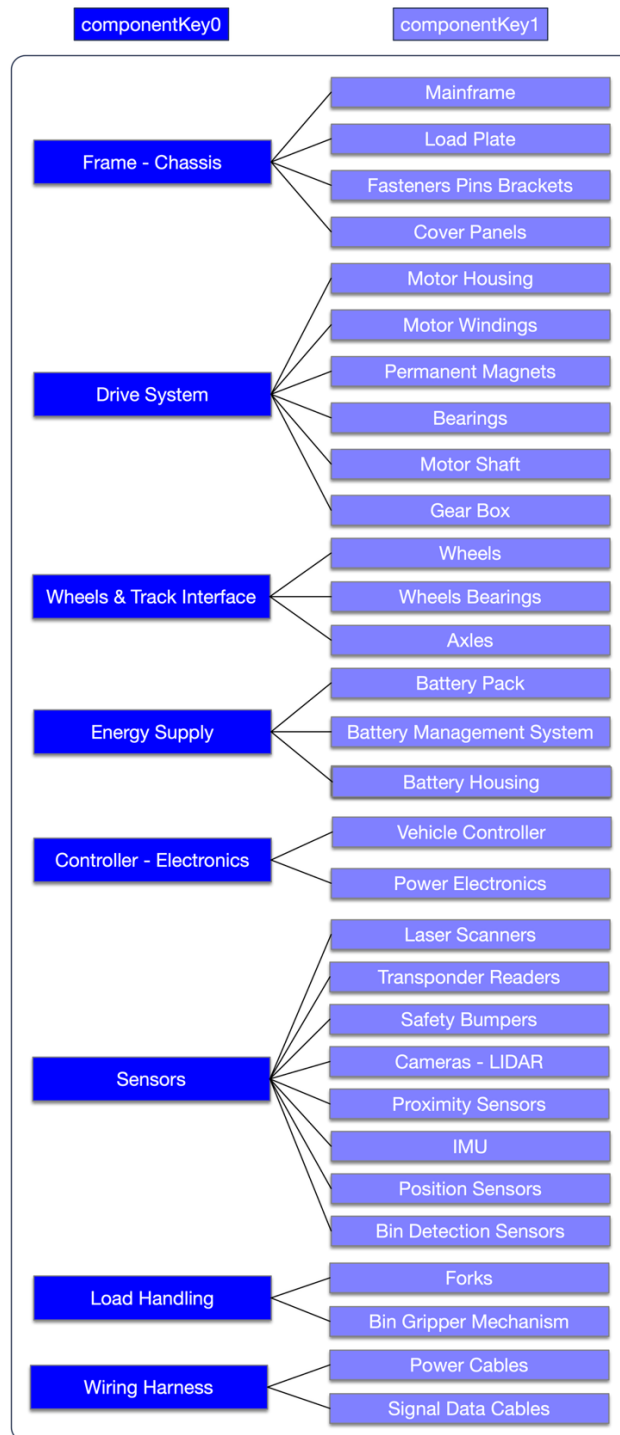 componentKey0
componentKey1
Frame - Chassis
Mainframe
Load Plate
Fasteners Pins Brackets
Cover Panels
Drive System
Motor Housing
Motor Windings
Permanent Magnets
Bearings
Motor Shaft
Gear Box
Wheels & Track Interface
Wheels
Wheels Bearings
Axles
Energy Supply
Battery Pack
Battery Management System
Battery Housing
Controller - Electronics
Vehicle Controller
Power Electronics
Sensors
Laser Scanners
Transponder Readers
Safety Bumpers
Cameras - LIDAR
Proximity Sensors
IMU
Position Sensors
Bin Detection Sensors
Load Handling
Forks
Bin Gripper Mechanism
Wiring Harness
Power Cables
Signal Data Cables